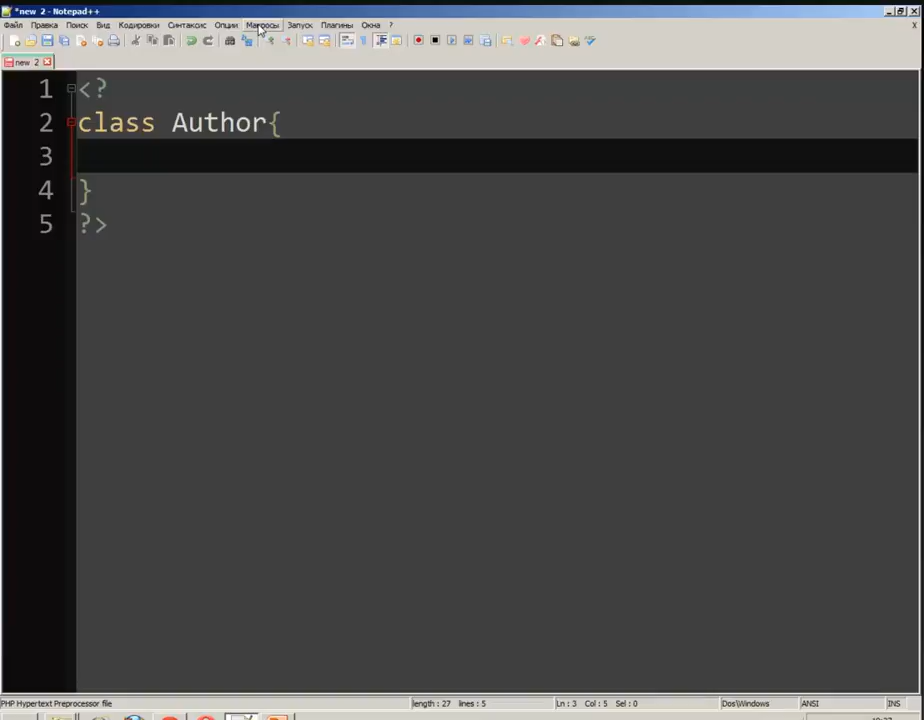 *new 2 - Notepad++
Файл Правка Поиск Вид Кодировки Синтаксис Опции Макросы Запуск Плагины Окна ? X
new 2
1 <?
2 class Author{
3
4 }
5 ?>
PHP Hypertext Preprocessor file length : 27 lines : 5 Ln : 3 Col : 5 Sel : 0 Dos\Windows ANSI INS